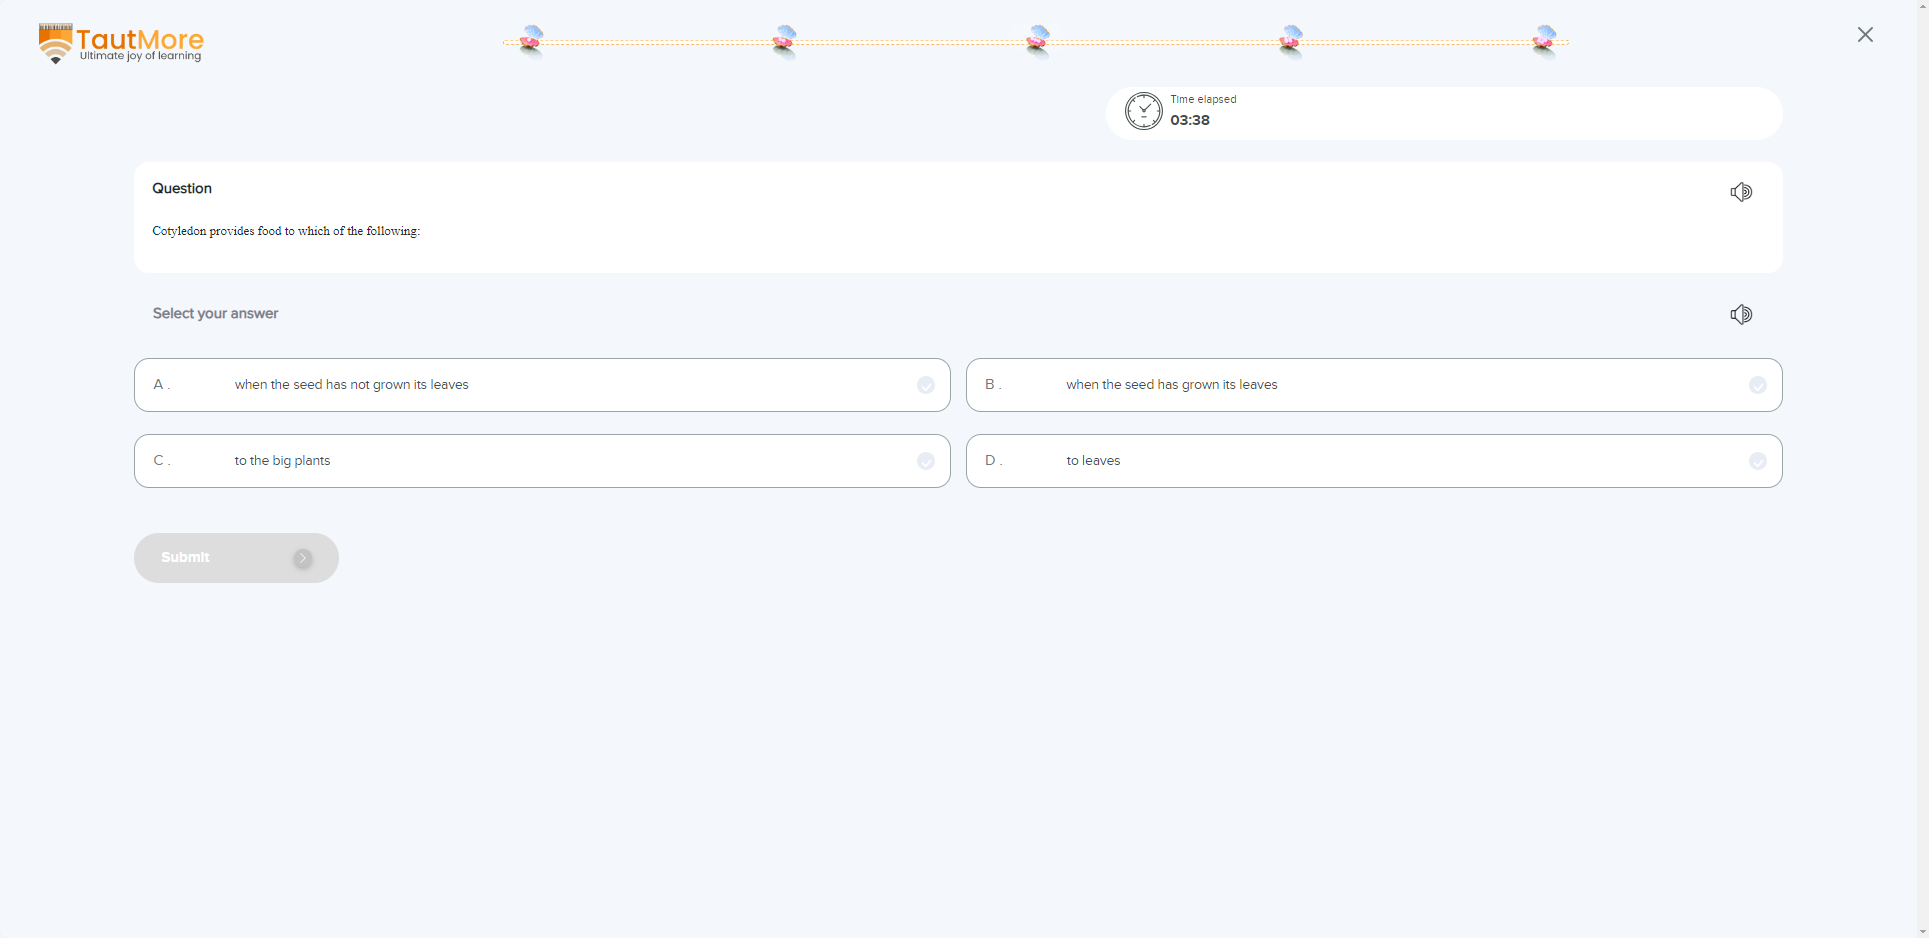 TautMore
Ultimate joy of learning
Time elapsed
03:38
Question
Cotyledon provides food to which of the following:
Select your answer
A . when the seed has not grown its leaves
B . when the seed has grown its leaves
C . to the big plants
D . to leaves
Submit